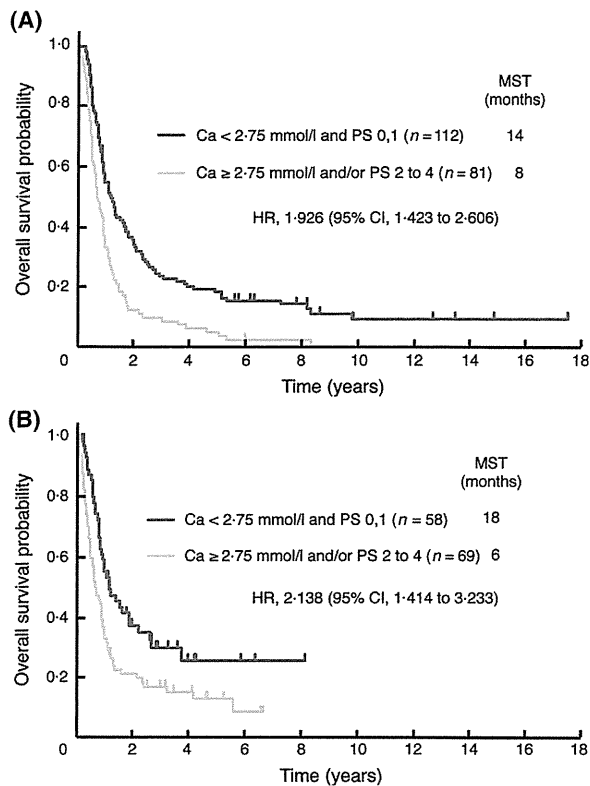 (A)
1·0
0·8
0·6
0·4
0·2
Overall survival probability
MST
(months)
Ca < 2·75 mmol/l and PS 0,1 (n = 112) 14
Ca ≥ 2·75 mmol/l and/or PS 2 to 4 (n = 81) 8
HR, 1·926 (95% CI, 1·423 to 2·606)
0 2 4 6 8 10 12 14 16 18
Time (years)
(B)
1·0
0·8
0·6
0·4
0·2
Overall survival probability
MST
(months)
Ca < 2·75 mmol/l and PS 0,1 (n = 58) 18
Ca ≥ 2·75 mmol/l and/or PS 2 to 4 (n = 69) 6
HR, 2·138 (95% CI, 1·414 to 3·233)
0 2 4 6 8 10 12 14 16 18
Time (years)